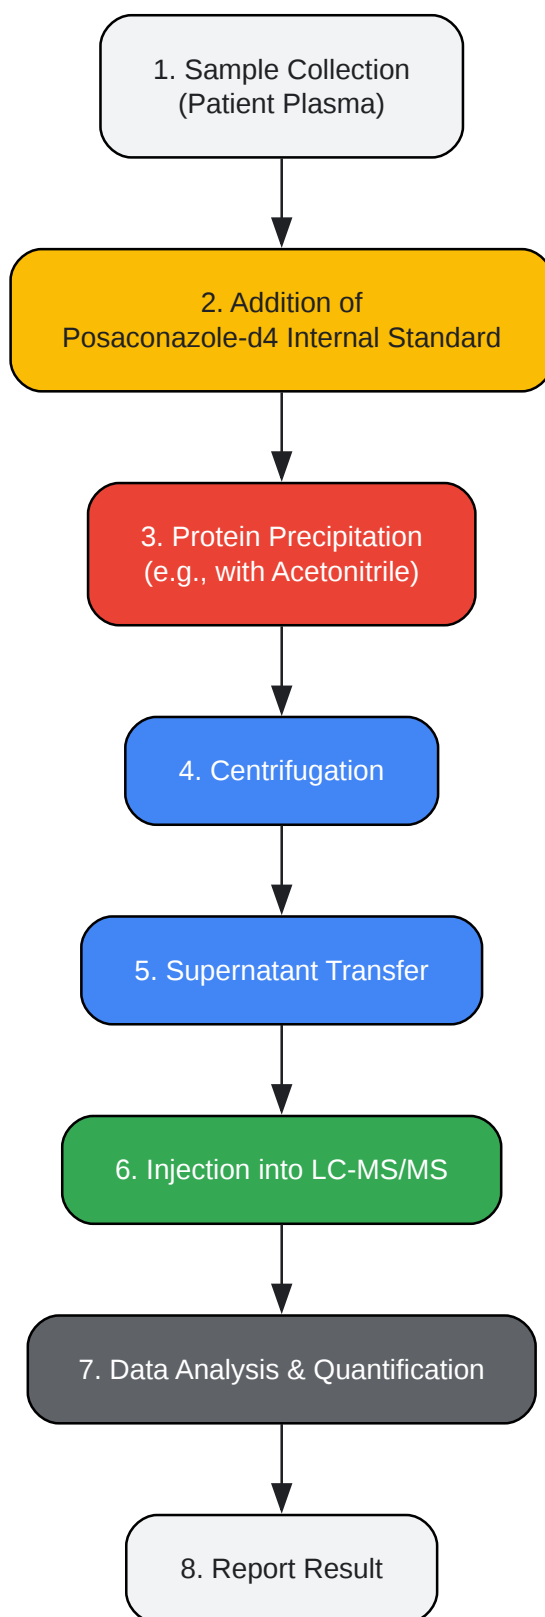 1. Sample Collection
(Patient Plasma)
2. Addition of
Posaconazole-d4 Internal Standard
3. Protein Precipitation
(e.g., with Acetonitrile)
4. Centrifugation
5. Supernatant Transfer
6. Injection into LC-MS/MS
7. Data Analysis & Quantification
8. Report Result